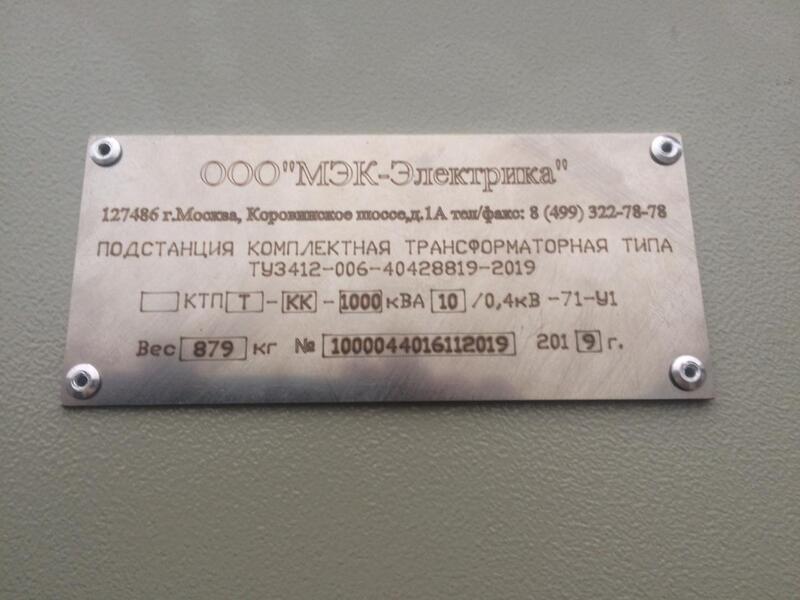 ООО"МЭК-Электрика"
127486 г.Москва, Коровинское шоссе,д.1А тел/факс: 8 (499) 322-78-78
ПОДСТАНЦИЯ КОМПЛЕКТНАЯ ТРАНСФОРМАТОРНАЯ ТИПА
ТУ3412-006-40428819-2019
КТП Т - КК - 1000 кВА 10 /0,4кВ -71-У1
Вес 879 кг № 1000044016112019 201 9 г.